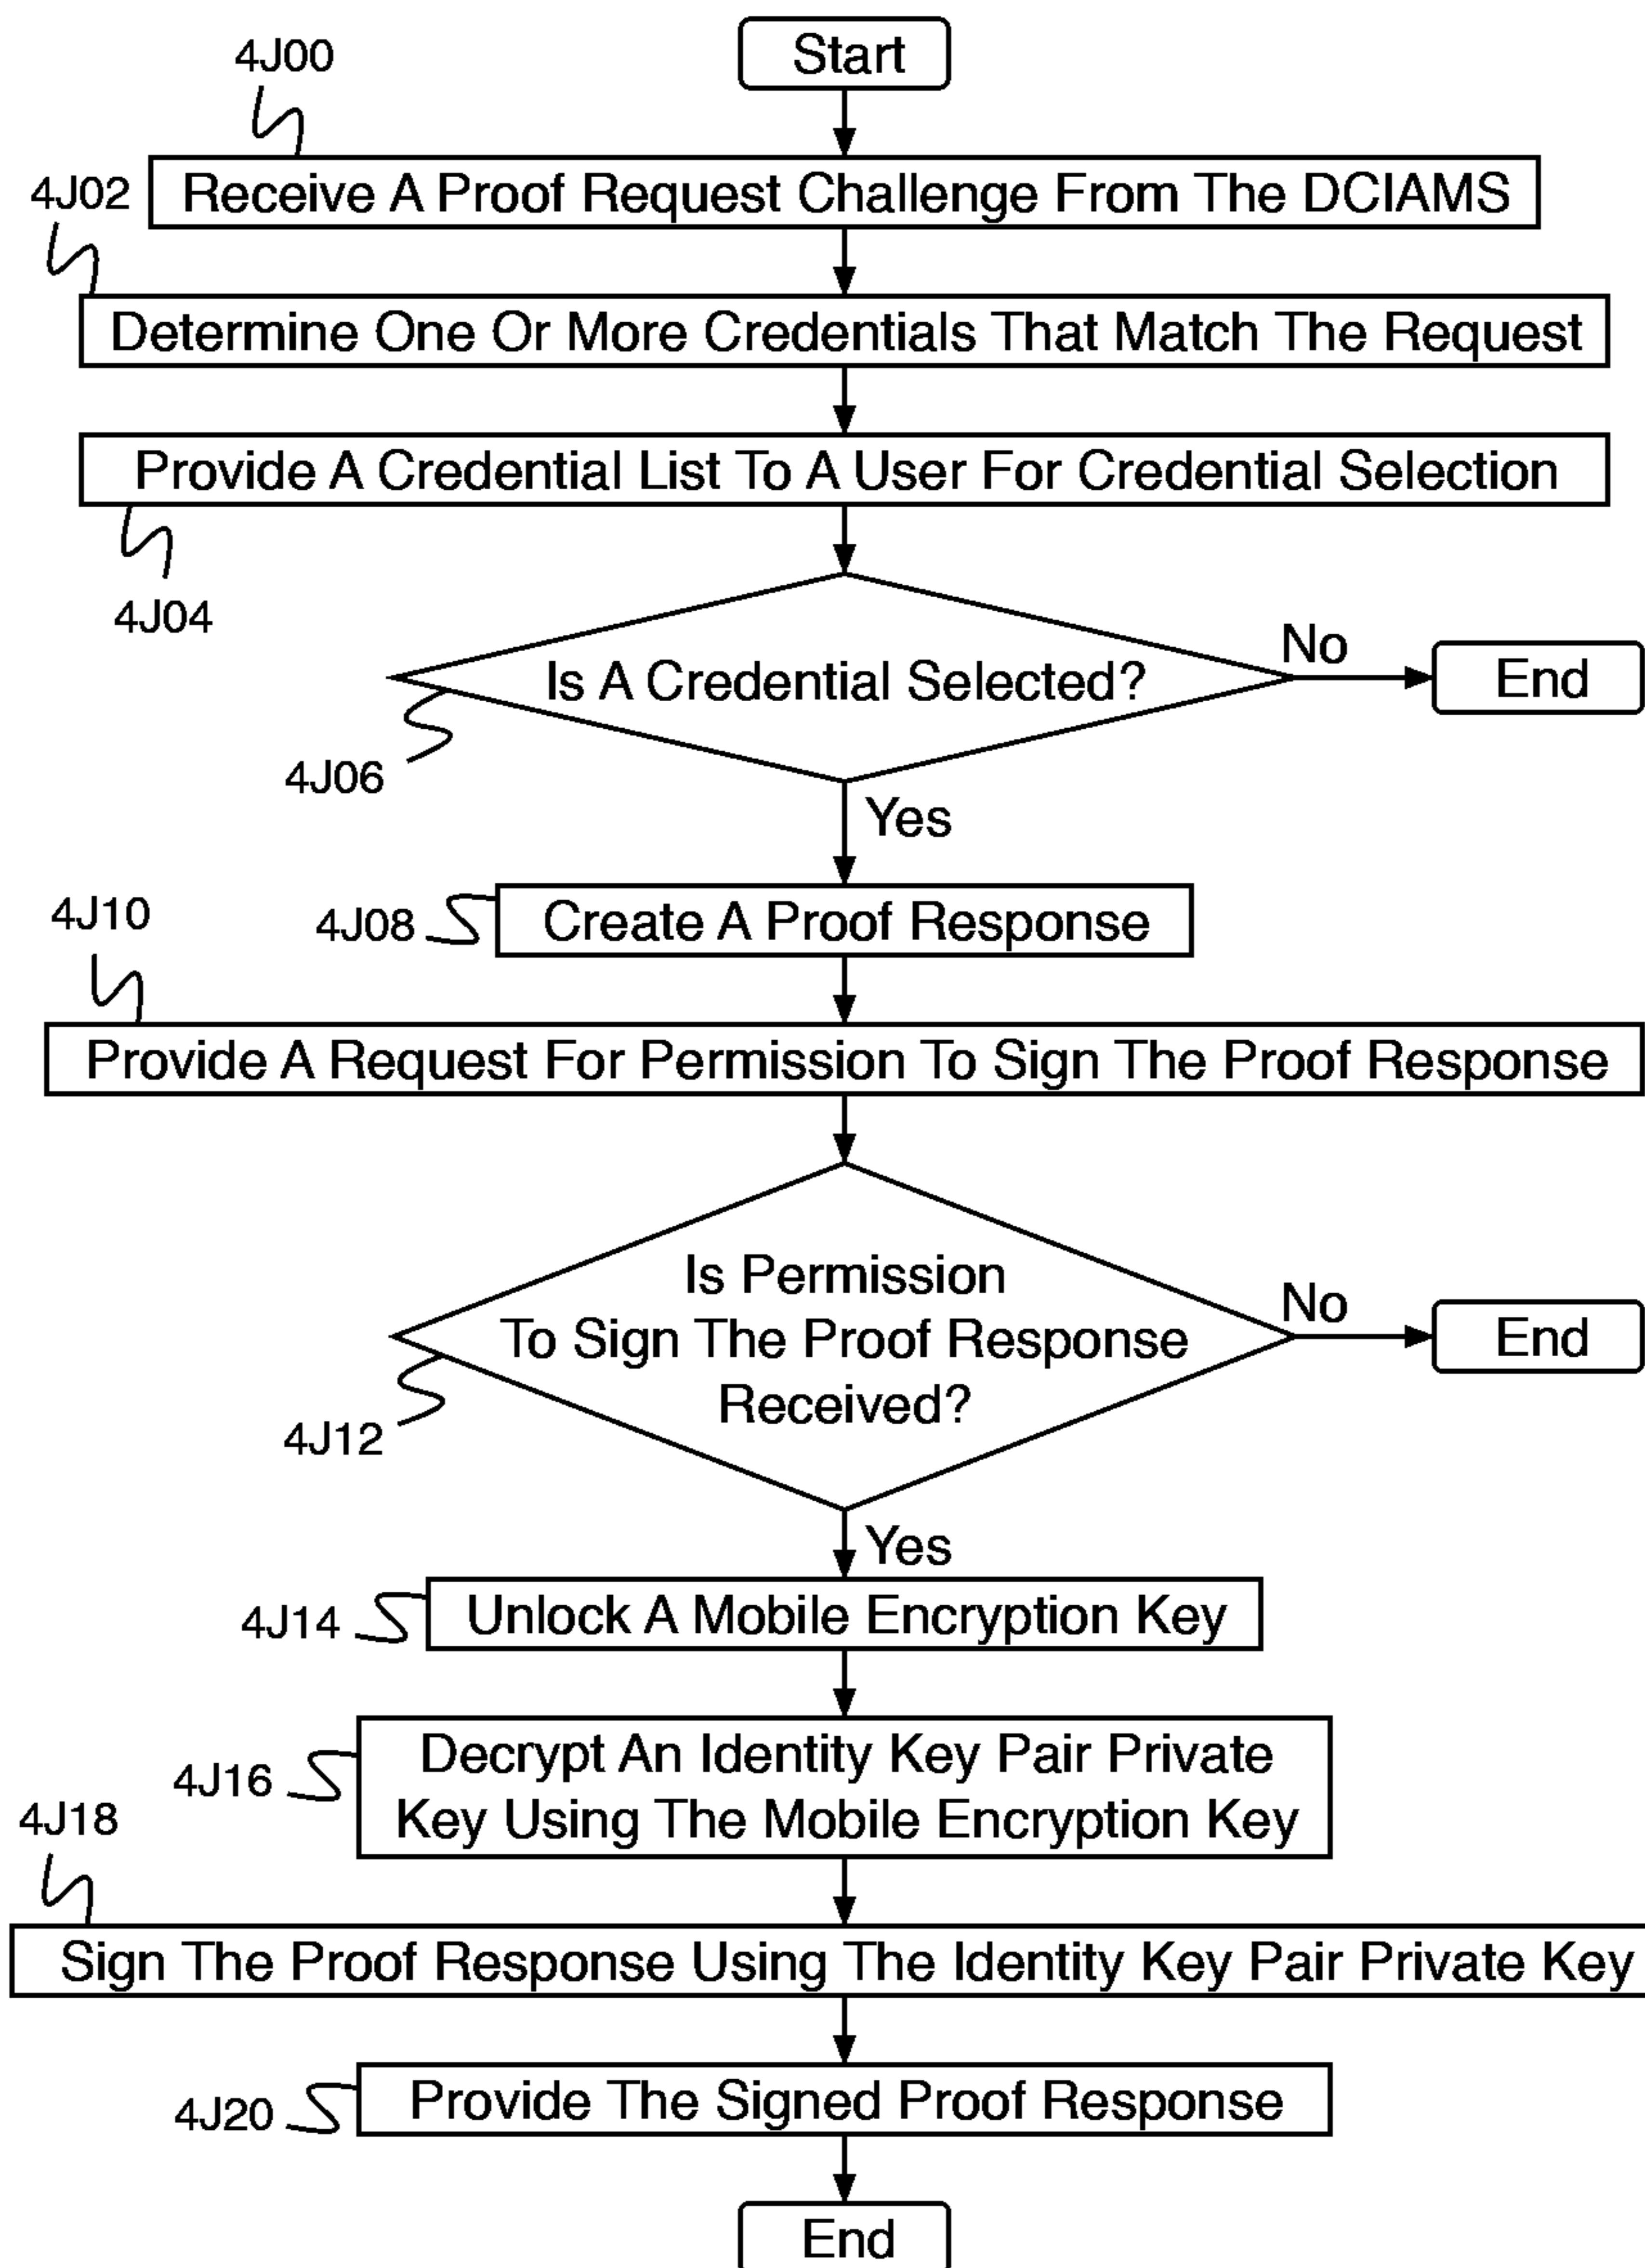 Start
4J00
Receive A Proof Request Challenge From The DCIAMS
4J02
Determine One Or More Credentials That Match The Request
Provide A Credential List To A User For Credential Selection
4J04
Is A Credential Selected?
No
End
4J06
Yes
4J08
Create A Proof Response
4J10
Provide A Request For Permission To Sign The Proof Response
Is Permission
To Sign The Proof Response
Received?
No
End
4J12
Yes
4J14
Unlock A Mobile Encryption Key
4J16
Decrypt An Identity Key Pair Private
Key Using The Mobile Encryption Key
4J18
Sign The Proof Response Using The Identity Key Pair Private Key
4J20
Provide The Signed Proof Response
End